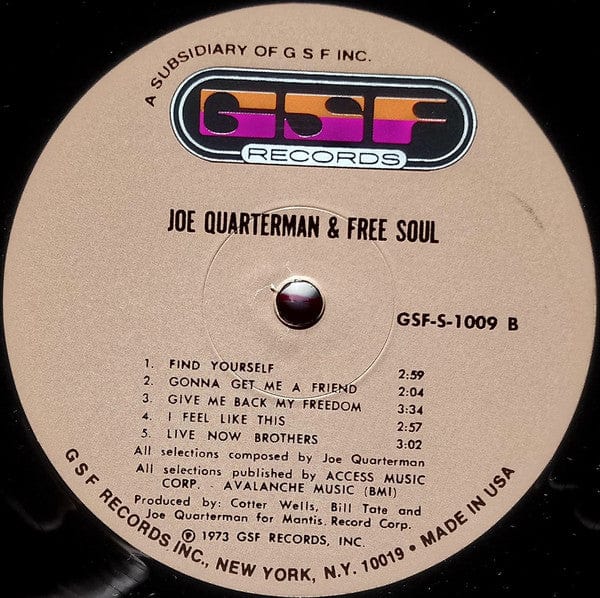 A SUBSIDIARY OF G S F INC.
GSF
RECORDS
JOE QUARTERMAN & FREE SOUL
GSF-S-1009 B
1. FIND YOURSELF 2:59
2. GONNA GET ME A FRIEND 2:04
3. GIVE ME BACK MY FREEDOM 3:34
4. I FEEL LIKE THIS 2:57
5. LIVE NOW BROTHERS 3:02
All selections composed by Joe Quarterman
All selections published by ACCESS MUSIC
CORP. - AVALANCHE MUSIC (BMI)
Produced by: Cotter Wells, Bill Tate and
Joe Quarterman for Mantis. Record Corp.
℗ 1973 GSF RECORDS, INC.
GSF RECORDS INC., NEW YORK, N.Y. 10019 • MADE IN USA